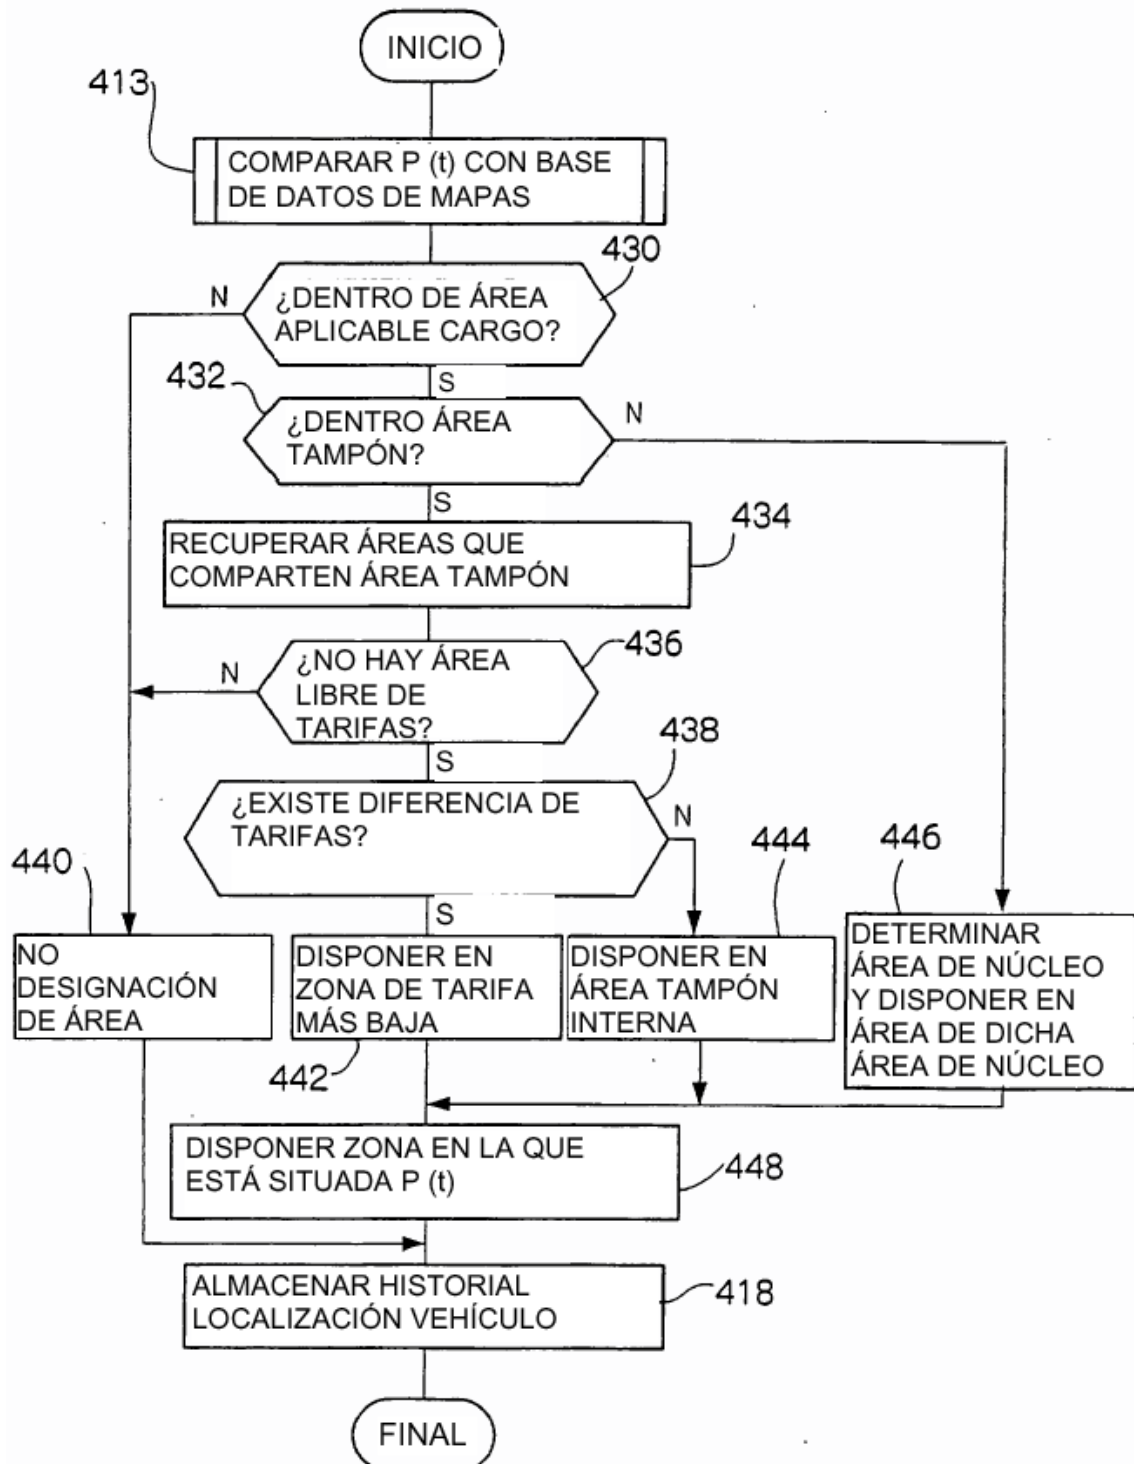 INICIO
413
COMPARAR P (t) CON BASE
DE DATOS DE MAPAS
430
N
¿DENTRO DE ÁREA
APLICABLE CARGO?
S
432
N
¿DENTRO ÁREA
TAMPÓN?
S
434
RECUPERAR ÁREAS QUE
COMPARTEN ÁREA TAMPÓN
436
N
¿NO HAY ÁREA
LIBRE DE
TARIFAS?
S
438
¿EXISTE DIFERENCIA DE
TARIFAS?
N
440
444
446
S
NO
DESIGNACIÓN
DE ÁREA
DISPONER EN
ZONA DE TARIFA
MÁS BAJA
DISPONER EN
ÁREA TAMPÓN
INTERNA
DETERMINAR
ÁREA DE NÚCLEO
Y DISPONER EN
ÁREA DE DICHA
ÁREA DE NÚCLEO
442
DISPONER ZONA EN LA QUE
ESTÁ SITUADA P (t)
448
ALMACENAR HISTORIAL
LOCALIZACIÓN VEHÍCULO
418
FINAL